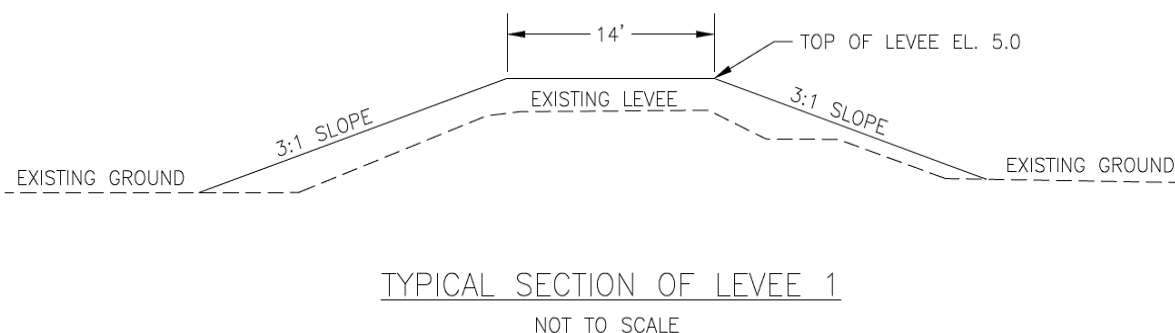 14'
TOP OF LEVEE EL. 5.0
EXISTING LEVEE
3:1 SLOPE
3:1 SLOPE
EXISTING GROUND
EXISTING GROUND
TYPICAL SECTION OF LEVEE 1
NOT TO SCALE